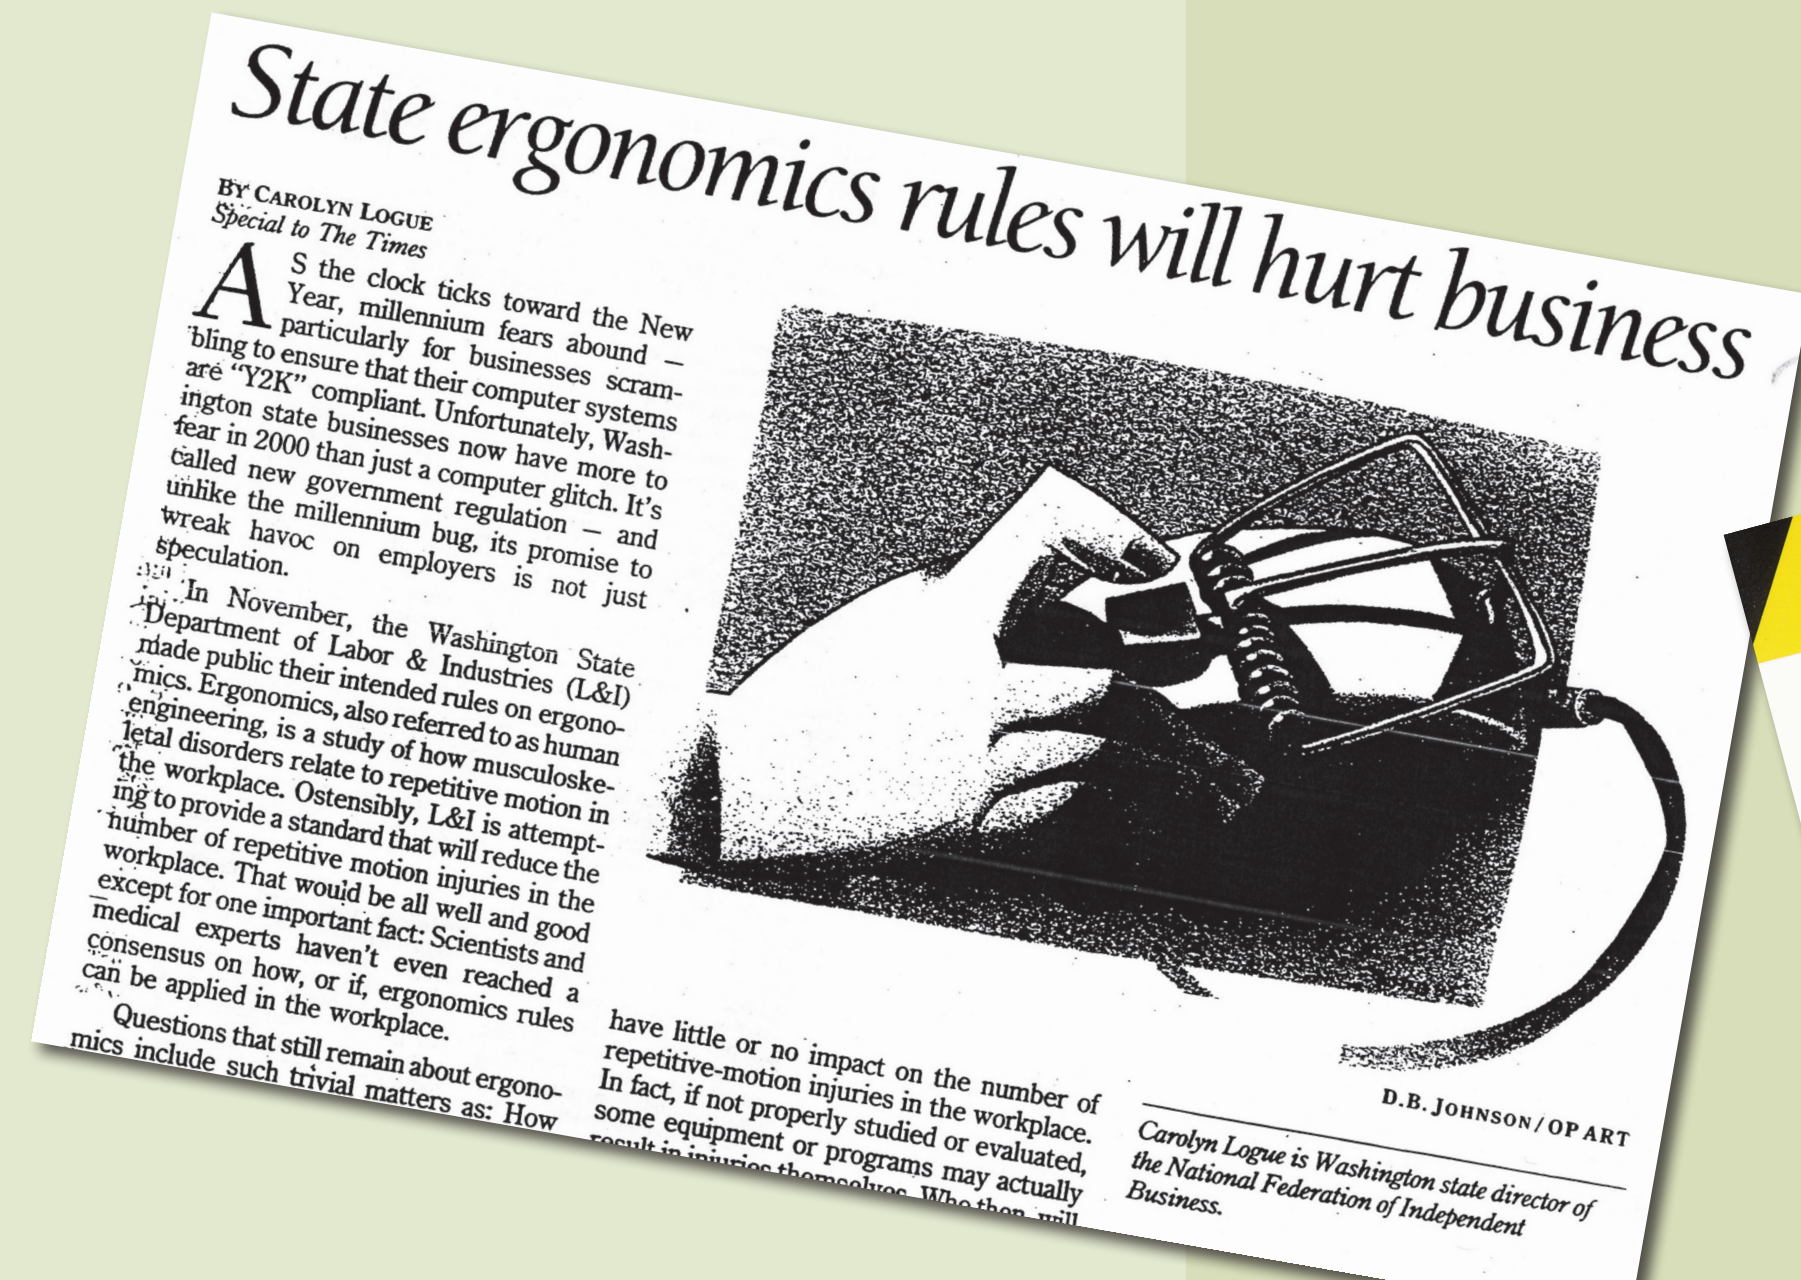 State ergonomics rules will hurt business
BY CAROLYN LOGUE
Special to The Times
AS the clock ticks toward the New
Year, millennium fears abound —
particularly for businesses scram-
bling to ensure that their computer systems
are “Y2K” compliant. Unfortunately, Wash-
ington state businesses now have more to
fear in 2000 than just a computer glitch. It’s
called new government regulation — and
unlike the millennium bug, its promise to
wreak havoc on employers is not just
speculation.
In November, the Washington State
Department of Labor & Industries (L&I)
made public their intended rules on ergono-
mics. Ergonomics, also referred to as human
engineering, is a study of how musculoske-
letal disorders relate to repetitive motion in
the workplace. Ostensibly, L&I is attempt-
ing to provide a standard that will reduce the
number of repetitive motion injuries in the
workplace. That would be all well and good
except for one important fact: Scientists and
medical experts haven’t even reached a
consensus on how, or if, ergonomics rules
can be applied in the workplace.
Questions that still remain about ergono-
mics include such trivial matters as: How
have little or no impact on the number of
repetitive-motion injuries in the workplace.
In fact, if not properly studied or evaluated,
some equipment or programs may actually
result in injuries themselves. Who then will
D.B. JOHNSON / OP ART
Carolyn Logue is Washington state director of
the National Federation of Independent
Business.